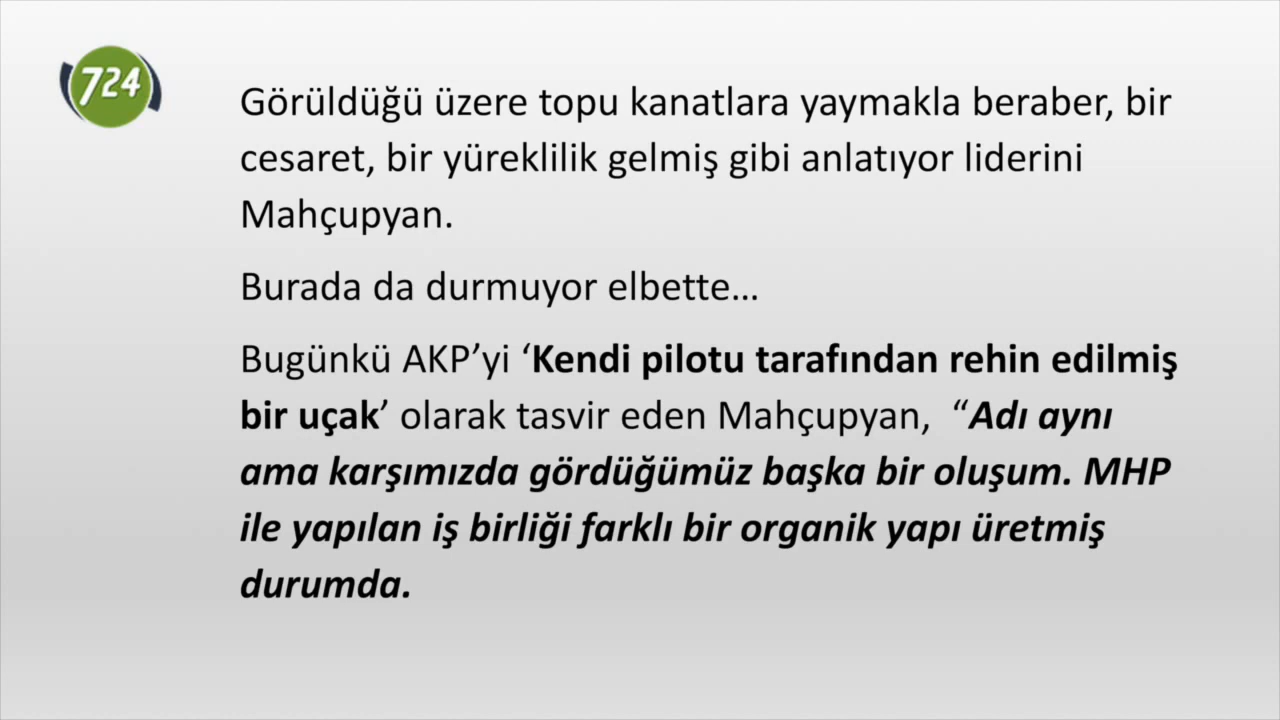 724
Görüldüğü üzere topu kanatlara yaymakla beraber, bir
cesaret, bir yüreklilik gelmiş gibi anlatıyor liderini
Mahçupyan.
Burada da durmuyor elbette…
Bugünkü AKP’yi ‘Kendi pilotu tarafından rehin edilmiş
bir uçak’ olarak tasvir eden Mahçupyan,  “Adı aynı
ama karşımızda gördüğümüz başka bir oluşum. MHP
ile yapılan iş birliği farklı bir organik yapı üretmiş
durumda.